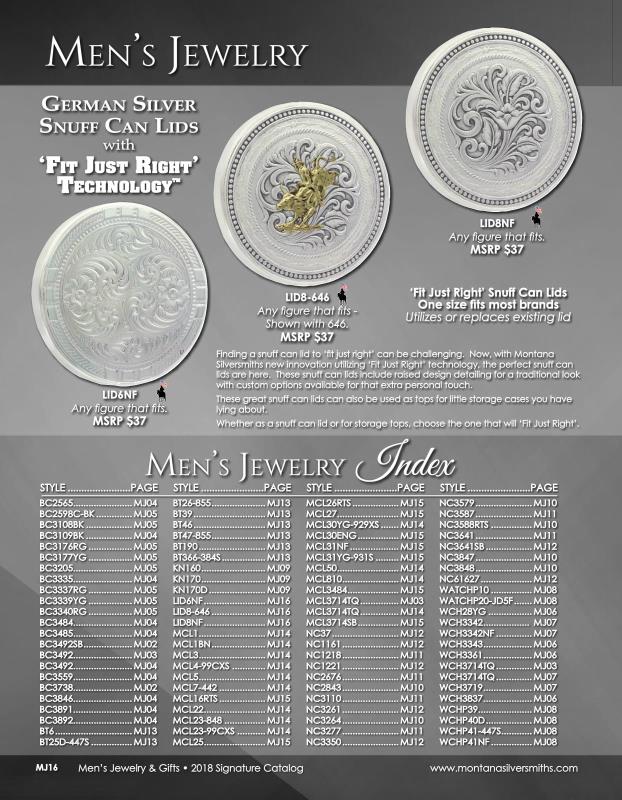 MEN'S JEWELRY
GERMAN SILVER
SNUFF CAN LIDS
with
'FIT JUST RIGHT'
TECHNOLOGY™
LID8NF
Any figure that fits.
MSRP $37
LID8-646
Any figure that fits -
Shown with 646.
MSRP $37
'Fit Just Right' Snuff Can Lids
One size fits most brands
Utilizes or replaces existing lid
LID6NF
Any figure that fits.
MSRP $37
Finding a snuff can lid to 'fit just right' can be challenging. Now, with Montana
Silversmiths new innovation utilizing 'Fit Just Right' technology, the perfect snuff can
lids are here. These snuff can lids include raised design detailing for a traditional look
with custom options available for that extra personal touch.
These great snuff can lids can also be used as tops for little storage cases you have
lying about.
Whether as a snuff can lid or for storage tops, choose the one that will 'Fit Just Right'.
MEN'S JEWELRY Index
STYLE ......................PAGE
BC2565......................MJ04
BC259BC-BK..............MJ05
BC3108BK..................MJ05
BC3109BK..................MJ04
BC3176RG.................MJ05
BC3177YG.................MJ05
BC3205......................MJ05
BC3335......................MJ04
BC3337RG.................MJ05
BC3339YG.................MJ05
BC3340RG.................MJ05
BC3484......................MJ04
BC3485......................MJ04
BC3492SB..................MJ02
BC3492......................MJ03
BC3492......................MJ04
BC3559......................MJ04
BC3738......................MJ02
BC3846......................MJ04
BC3891......................MJ04
BC3892......................MJ04
BT6............................MJ13
BT25D-447S...............MJ13
STYLE ......................PAGE
BT26-855...................MJ13
BT39..........................MJ13
BT46..........................MJ13
BT47-855...................MJ13
BT190........................MJ13
BT366-384S...............MJ13
KN160.......................MJ09
KN170.......................MJ09
KN170D....................MJ09
LID6NF......................MJ16
LID8-646...................MJ16
LID8NF......................MJ16
MCL1.......................MJ14
MCL1BN...................MJ14
MCL3.......................MJ14
MCL4-99CXS............MJ14
MCL5.......................MJ14
MCL7-442................MJ14
MCL16RTS...............MJ15
MCL22.....................MJ14
MCL23-848..............MJ14
MCL23-99CXS..........MJ14
MCL25.....................MJ15
STYLE ......................PAGE
MCL26RTS...............MJ15
MCL27.....................MJ15
MCL30YG-929XS.....MJ14
MCL30ENG..............MJ15
MCL31NF.................MJ15
MCL31YG-931S.......MJ15
MCL50.....................MJ14
MCL810...................MJ14
MCL3484.................MJ15
MCL3714TQ.............MJ03
MCL3714TQ.............MJ14
MCL3714SB.............MJ15
NC37.......................MJ12
NC1161...................MJ12
NC1218...................MJ11
NC1221...................MJ12
NC2676...................MJ11
NC2843...................MJ10
NC3110...................MJ11
NC3261...................MJ12
NC3264...................MJ10
NC3277...................MJ11
NC3350...................MJ12
STYLE ......................PAGE
NC3579...................MJ10
NC3587...................MJ11
NC3588RTS.............MJ10
NC3641...................MJ11
NC3641SB...............MJ12
NC3847...................MJ10
NC3848...................MJ10
NC61627.................MJ12
WATCHP10..............MJ08
WATCHP20-JD5F......MJ08
WCH28YG...............MJ06
WCH3342................MJ07
WCH3342NF............MJ07
WCH3343................MJ06
WCH3361................MJ06
WCH3714TQ............MJ03
WCH3714TQ............MJ07
WCH3719................MJ07
WCH3837................MJ06
WCHP39.................MJ08
WCHP40D...............MJ08
WCHP41-447S.........MJ08
WCHP41NF.............MJ08
MJ16 Men's Jewelry & Gifts • 2018 Signature Catalog www.montanasilversmiths.com